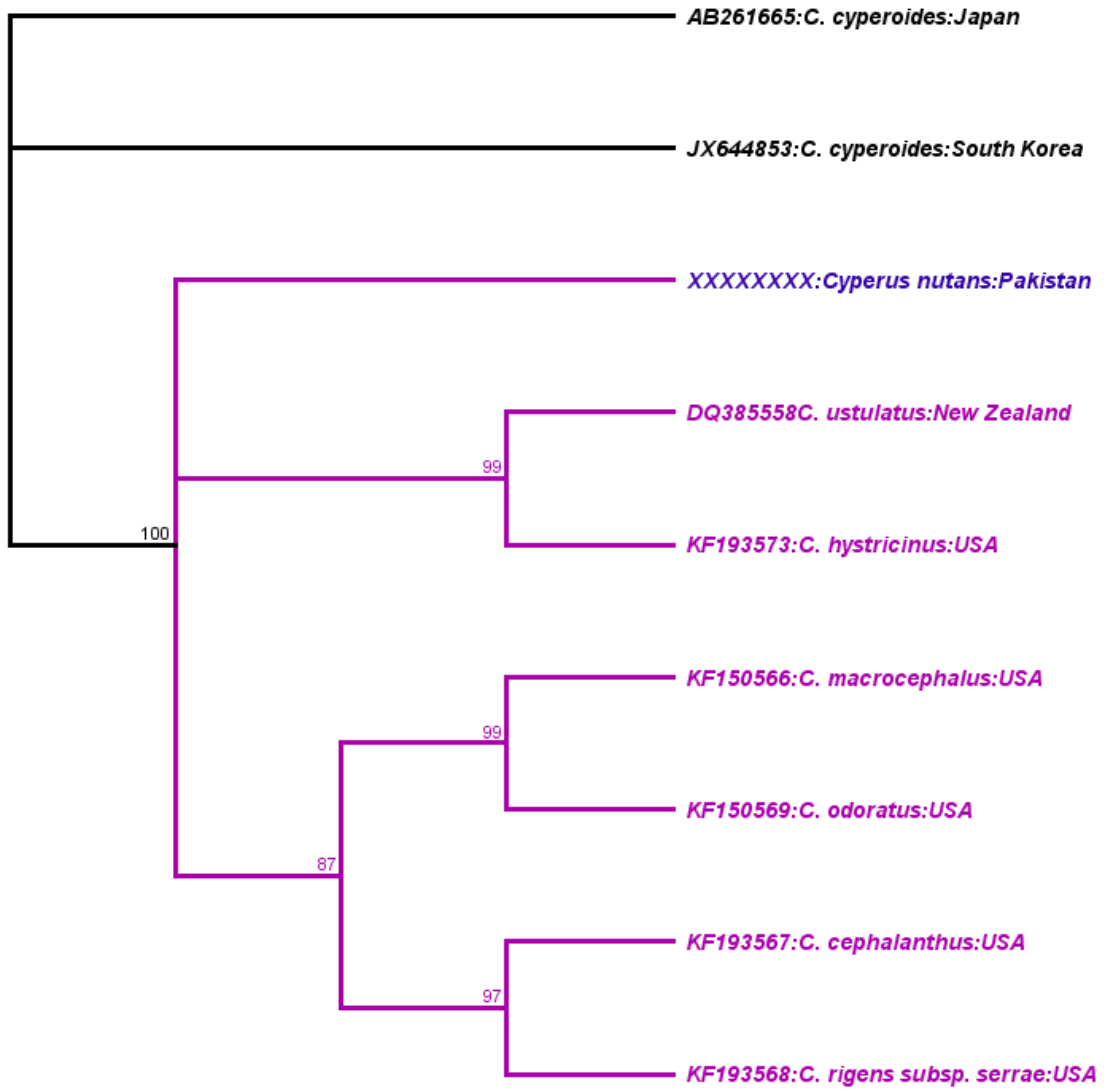 AB261665:C. cyperoides:Japan
JX644853:C. cyperoides:South Korea
XXXXXXXX:Cyperus nutans:Pakistan
DQ385558C. ustulatus:New Zealand
99
KF193573:C. hystricinus:USA
100
KF150566:C. macrocephalus:USA
99
KF150569:C. odoratus:USA
87
KF193567:C. cephalanthus:USA
97
KF193568:C. rigens subsp. serrae:USA